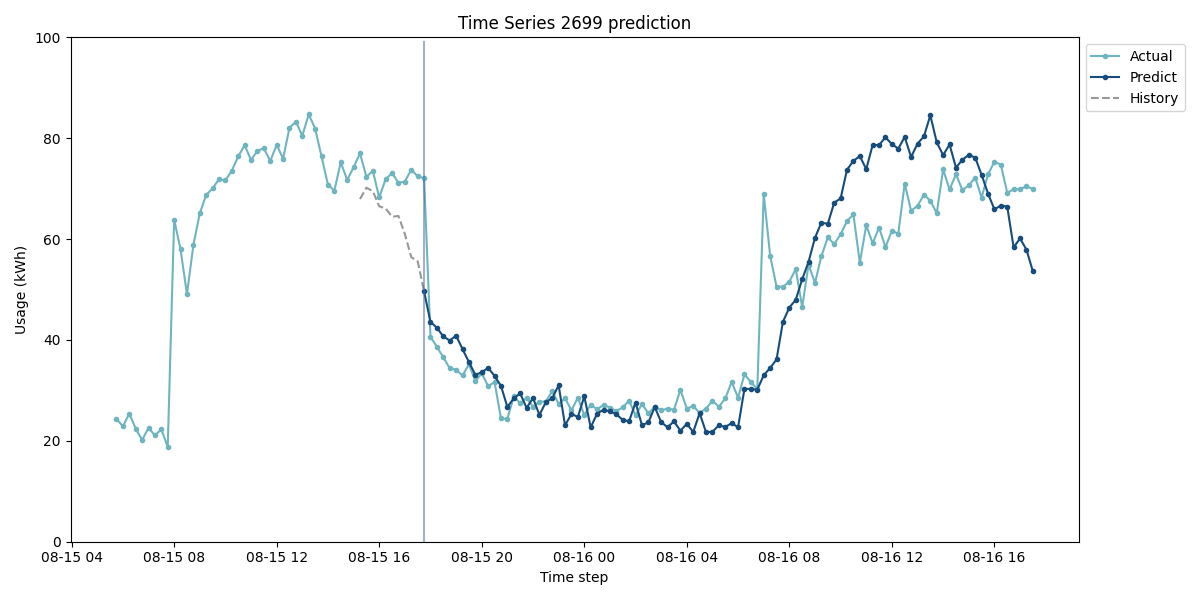 Time Series 2699 prediction
100
80
60
40
20
0
Usage (kWh)
08-15 04 08-15 08 08-15 12 08-15 16 08-15 20 08-16 00 08-16 04 08-16 08 08-16 12 08-16 16
Time step
Actual
Predict
History